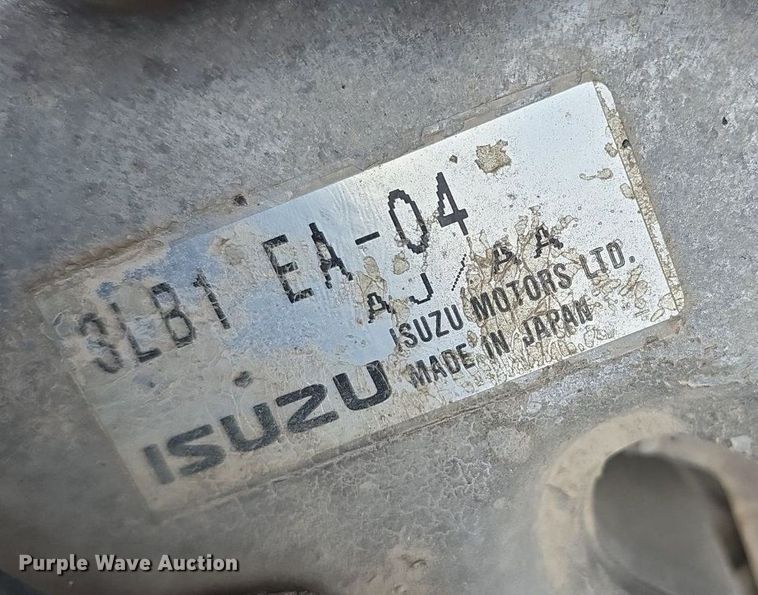 3LB1 EA-04
AJ/AA
ISUZU MOTORS LTD.
ISUZU MADE IN JAPAN
Purple Wave Auction